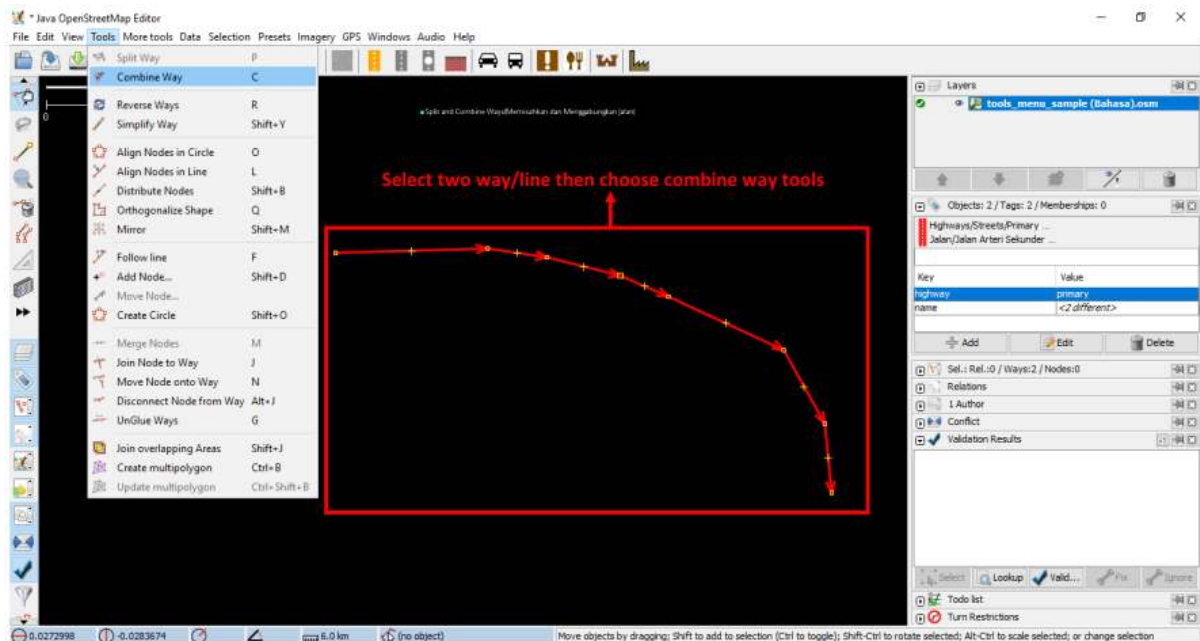 * Java OpenStreetMap Editor
File Edit View Tools More tools Data Selection Presets Imagery GPS Windows Audio Help
Split Way P
Combine Way C
Reverse Ways R
Simplify Way Shift+Y
Align Nodes in Circle O
Align Nodes in Line L
Distribute Nodes Shift+B
Orthogonalize Shape Q
Mirror Shift+M
Follow line F
Add Node... Shift+D
Move Node...
Create Circle Shift+O
Merge Nodes M
Join Node to Way J
Move Node onto Way N
Disconnect Node from Way Alt+J
UnGlue Ways G
Join overlapping Areas Shift+J
Create multipolygon Ctrl+B
Update multipolygon Ctrl+Shift+B
0
Split and Combine Ways(Memisahkan dan Menggabungkan Jalan)
Select two way/line then choose combine way tools
Layers
tools_menu_sample (Bahasa).osm
Objects: 2 / Tags: 2 / Memberships: 0
Highways/Streets/Primary ...
Jalan/Jalan Arteri Sekunder ...
Key Value
highway primary
name <2 different>
Add Edit Delete
Sel.: Rel.:0 / Ways:2 / Nodes:0
Relations
1 Author
Conflict
Validation Results
Select Lookup Valid... Fix Ignore
Todo list
Turn Restrictions
0.0272998 -0.0283674 6.0 km (no object) Move objects by dragging; Shift to add to selection (Ctrl to toggle); Shift-Ctrl to rotate selected; Alt-Ctrl to scale selected; or change selection